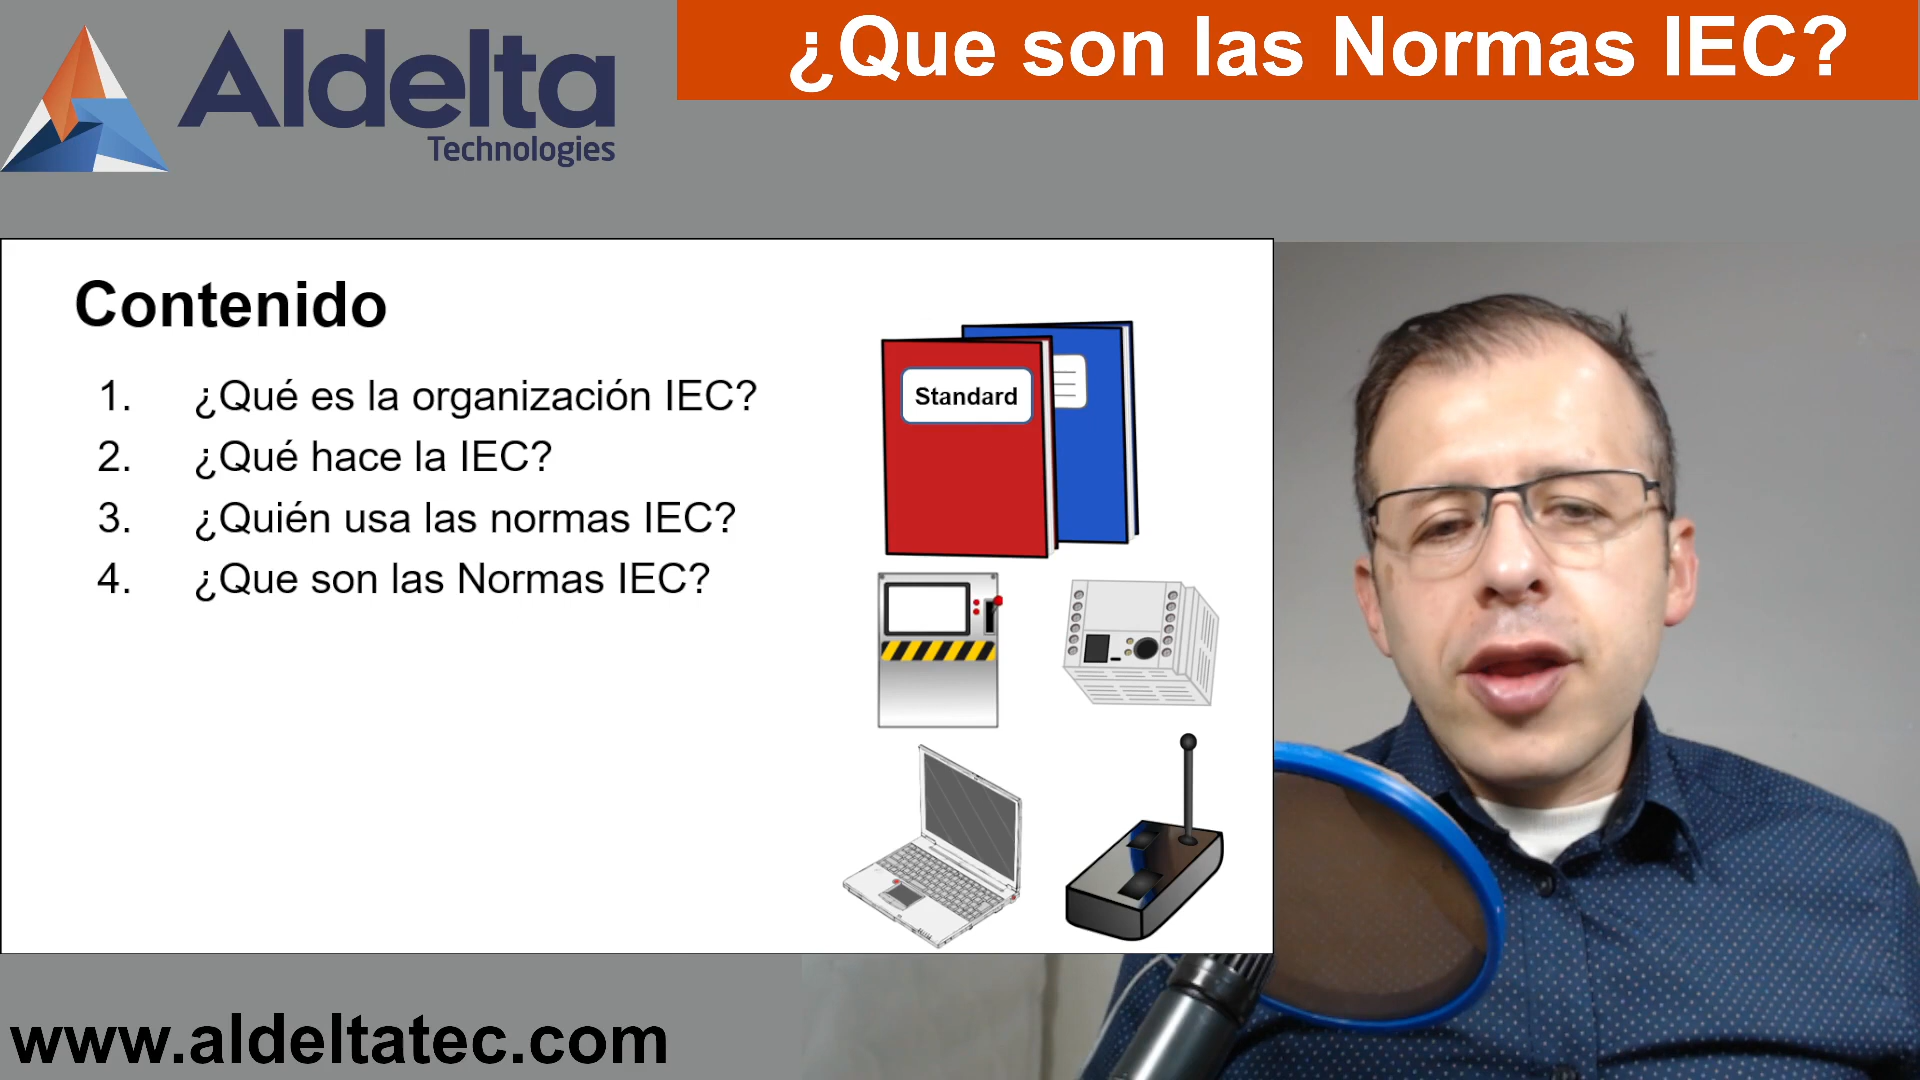 Aldelta
Technologies
¿Que son las Normas IEC?
Contenido
1. ¿Qué es la organización IEC?
2. ¿Qué hace la IEC?
3. ¿Quién usa las normas IEC?
4. ¿Que son las Normas IEC?
Standard
www.aldeltatec.com